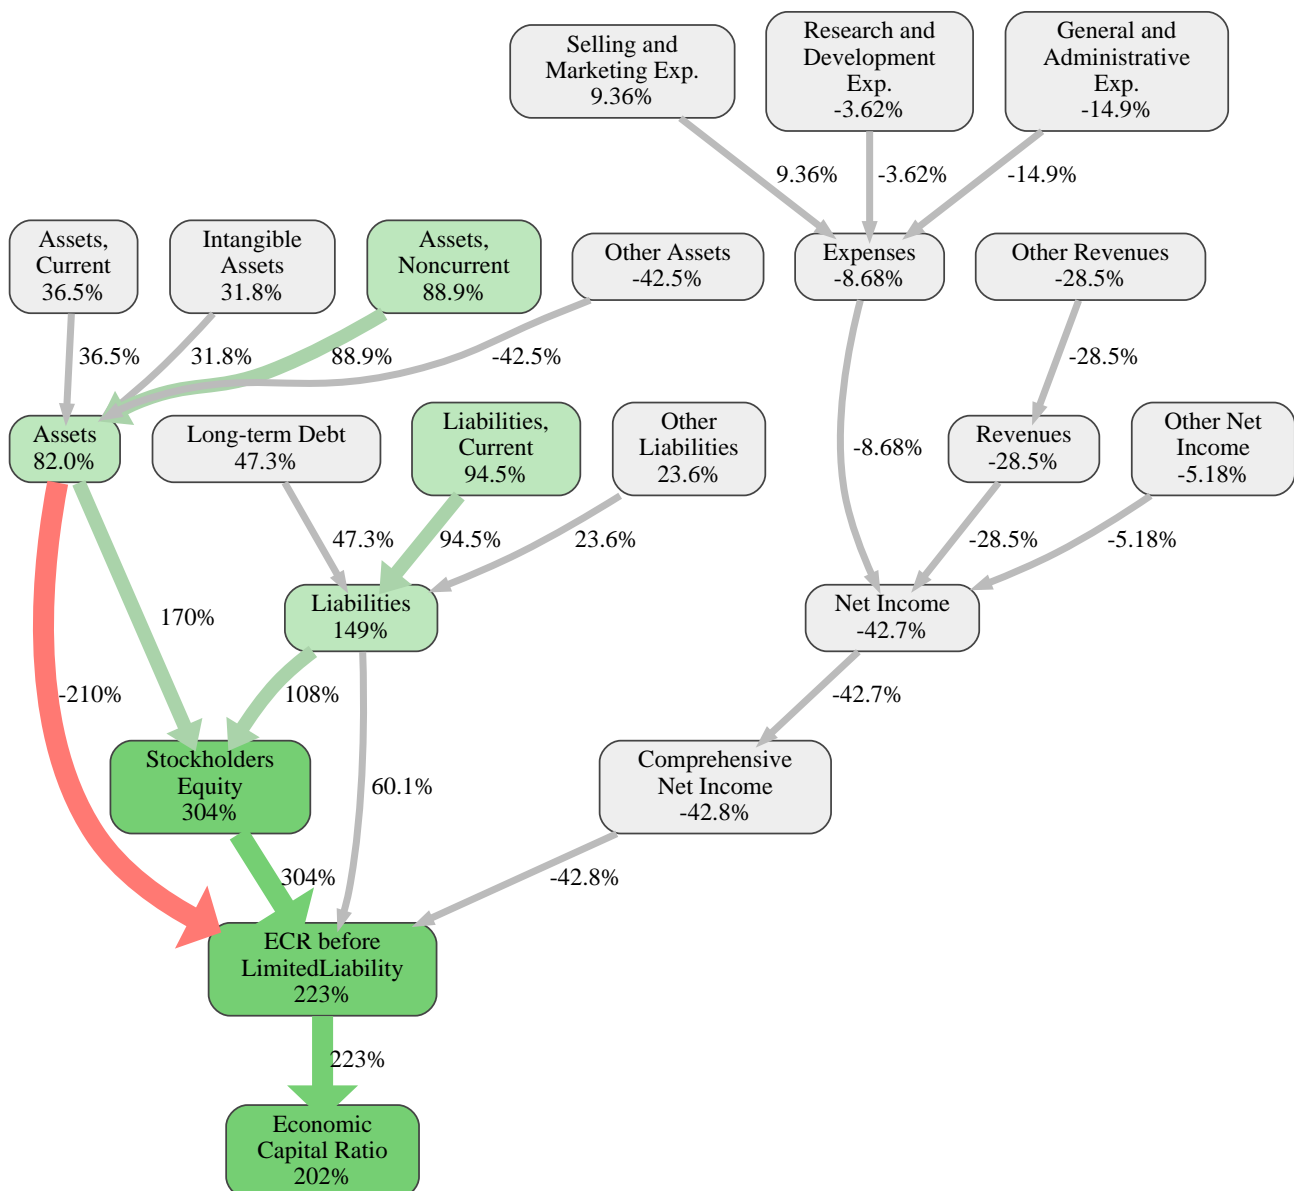 Selling and
Marketing Exp.
9.36%
Research and
Development
Exp.
-3.62%
General and
Administrative
Exp.
-14.9%
9.36%
-3.62%
-14.9%
Assets,
Current
36.5%
Intangible
Assets
31.8%
Assets,
Noncurrent
88.9%
Other Assets
-42.5%
Expenses
-8.68%
Other Revenues
-28.5%
36.5%
31.8%
88.9%
-42.5%
-28.5%
Assets
82.0%
Long-term Debt
47.3%
Liabilities,
Current
94.5%
Other
Liabilities
23.6%
-8.68%
Revenues
-28.5%
Other Net
Income
-5.18%
47.3%
94.5%
23.6%
-28.5%
-5.18%
170%
Liabilities
149%
Net Income
-42.7%
-210%
108%
-42.7%
Stockholders
Equity
304%
60.1%
Comprehensive
Net Income
-42.8%
304%
-42.8%
ECR before
LimitedLiability
223%
223%
Economic
Capital Ratio
202%